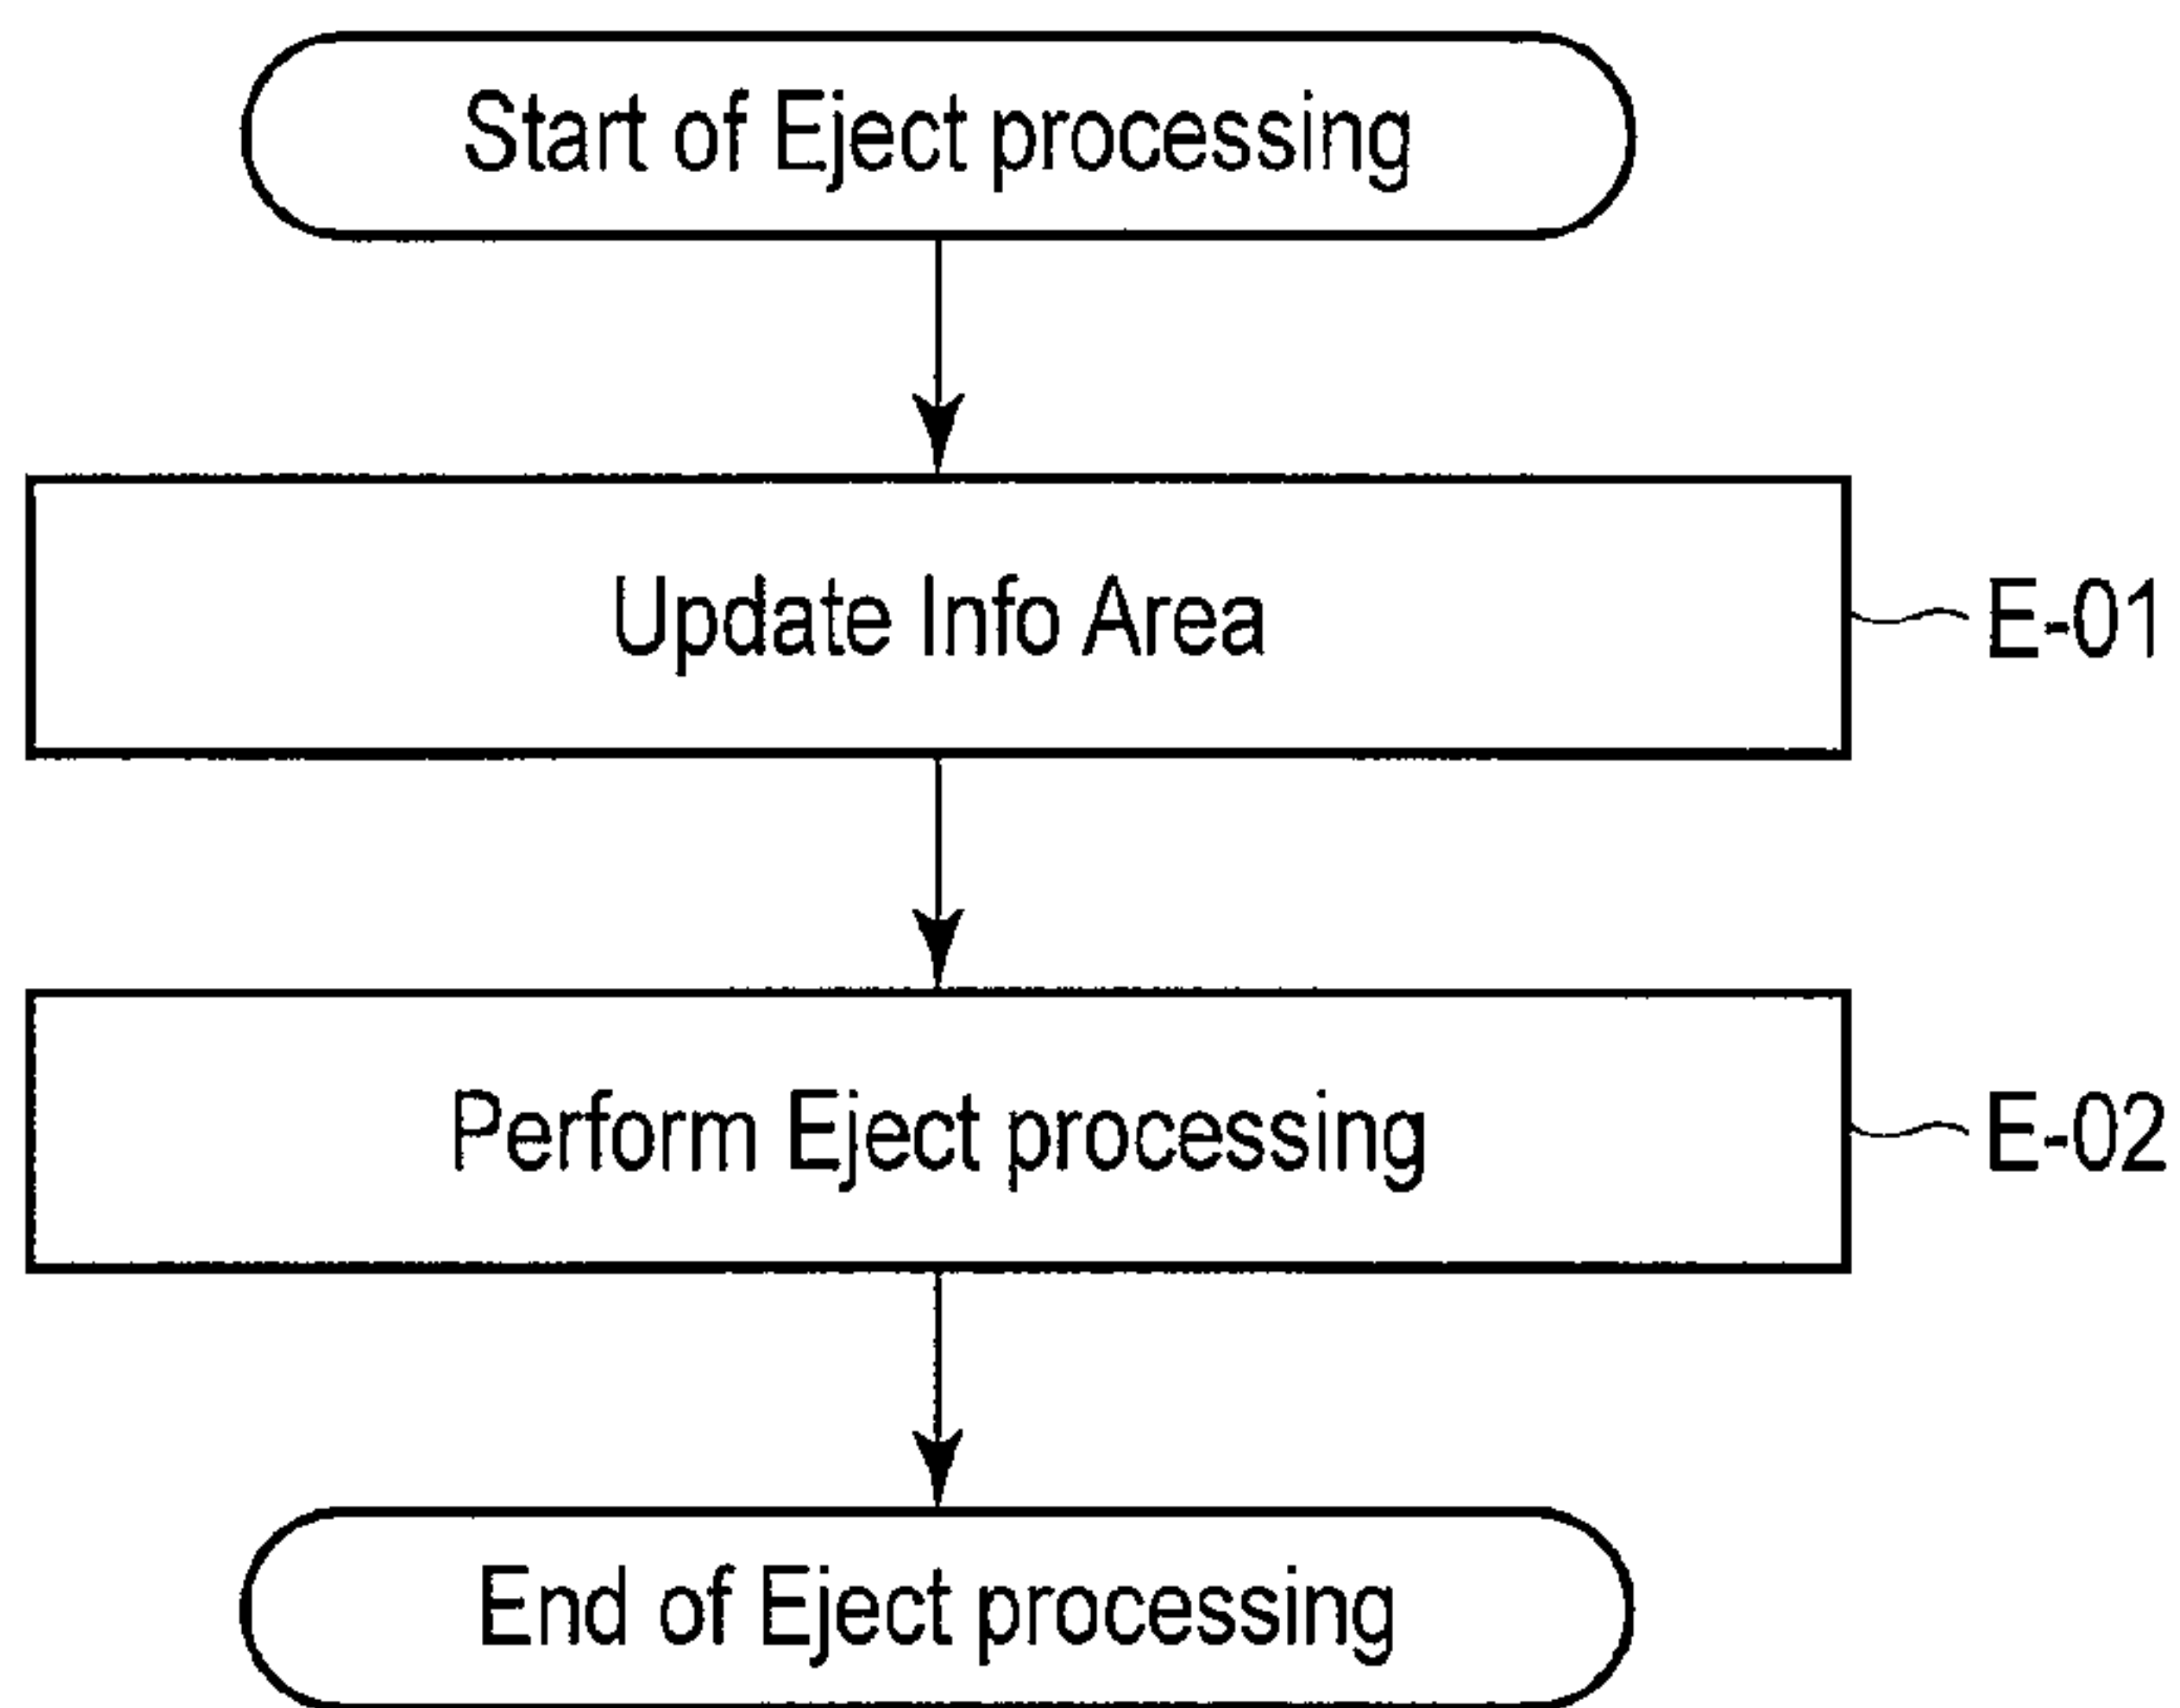 Start of Eject processing
Update Info Area
E-01
Perform Eject processing
E-02
End of Eject processing